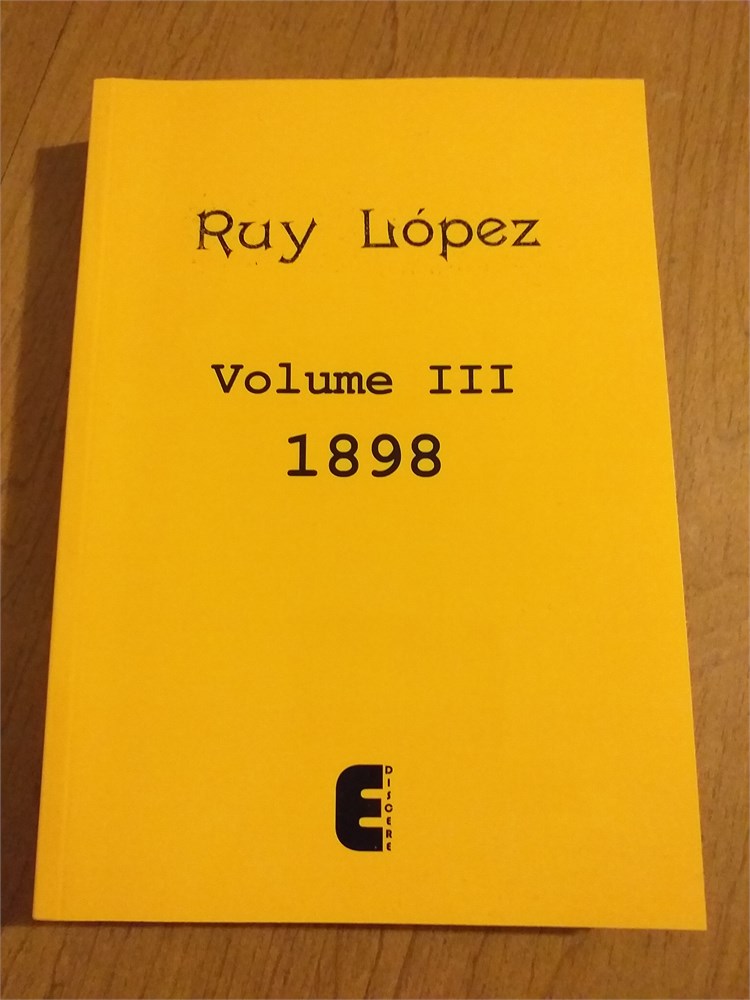 Ruy López
Volume III
1898
E
DISCERE